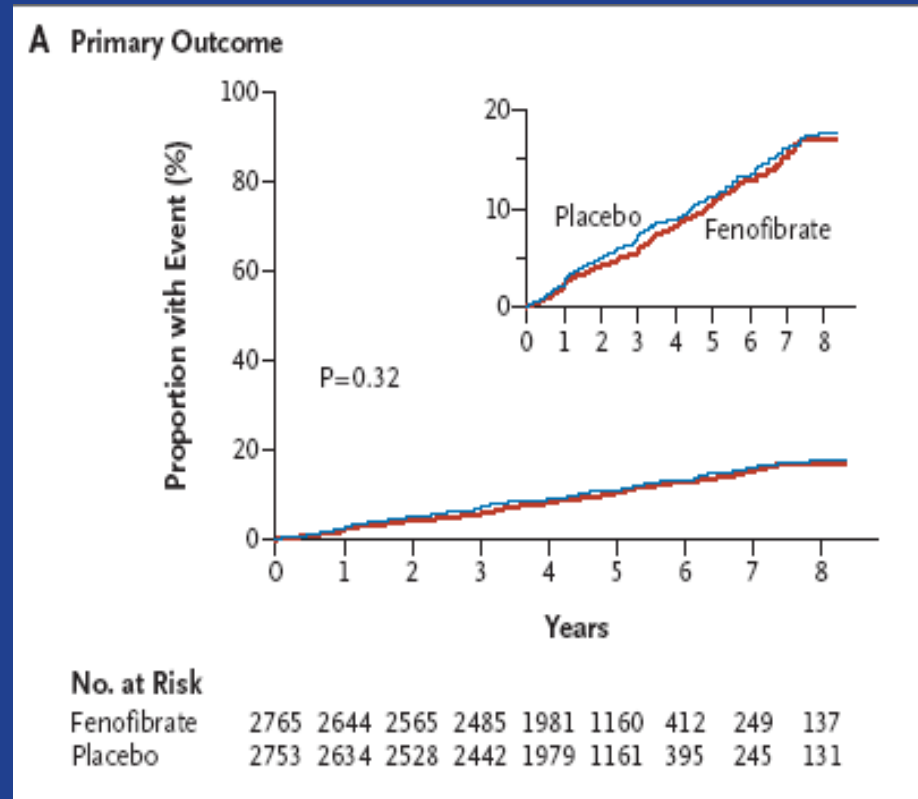 A Primary Outcome
100
80
60
40
20
0
Proportion with Event (%)
P=0.32
20
10
0
Placebo
Fenofibrate
0 1 2 3 4 5 6 7 8
0 1 2 3 4 5 6 7 8
Years
No. at Risk
Fenofibrate 2765 2644 2565 2485 1981 1160 412 249 137
Placebo 2753 2634 2528 2442 1979 1161 395 245 131